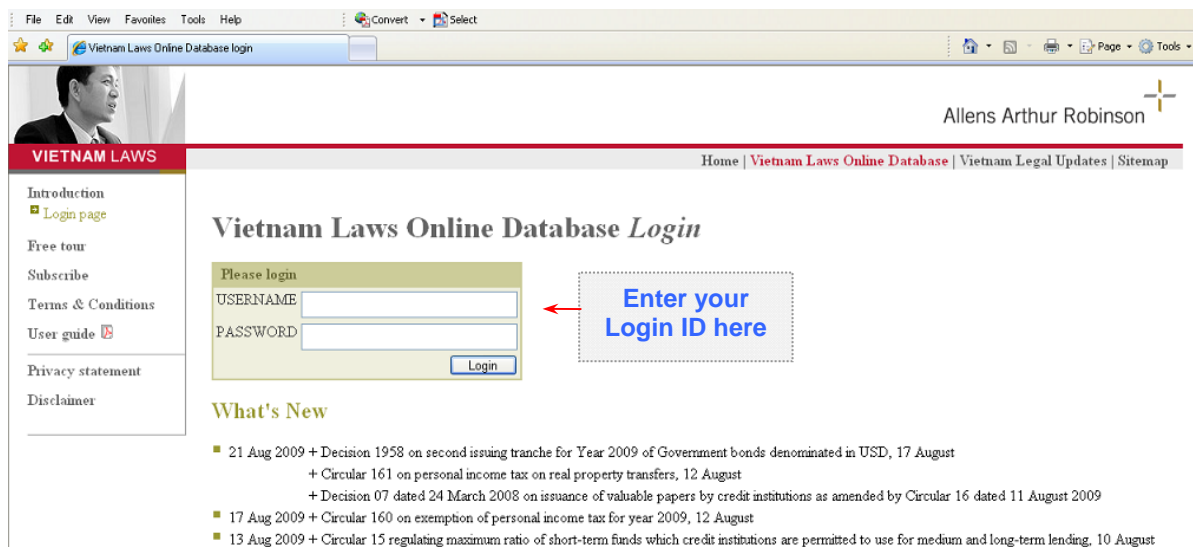 File Edit View Favorites Tools Help Convert Select
Vietnam Laws Online Database login Page Tools
Allens Arthur Robinson
VIETNAM LAWS
Home | Vietnam Laws Online Database | Vietnam Legal Updates | Sitemap
Introduction
Login page
Free tour
Subscribe
Terms & Conditions
User guide
Privacy statement
Disclaimer
Vietnam Laws Online Database Login
Please login
USERNAME
PASSWORD
Login
Enter your
Login ID here
What's New
21 Aug 2009 + Decision 1958 on second issuing tranche for Year 2009 of Government bonds denominated in USD, 17 August
+ Circular 161 on personal income tax on real property transfers, 12 August
+ Decision 07 dated 24 March 2008 on issuance of valuable papers by credit institutions as amended by Circular 16 dated 11 August 2009
17 Aug 2009 + Circular 160 on exemption of personal income tax for year 2009, 12 August
13 Aug 2009 + Circular 15 regulating maximum ratio of short-term funds which credit institutions are permitted to use for medium and long-term lending, 10 August